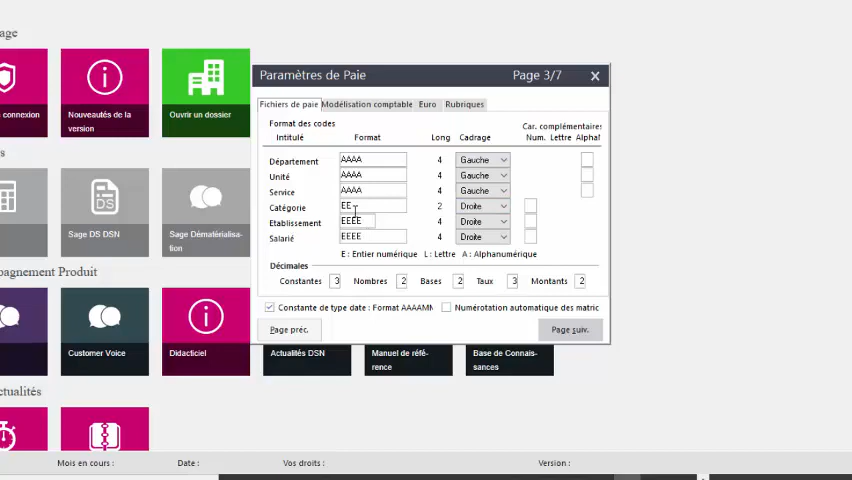 age
Paramètres de Paie Page 3/7
connexion
Nouveautés de la version
Ouvrir un dossier
Fichiers de paie Modélisation comptable Euro Rubriques
Format des codes Car. complémentaires
Intitulé Format Long Cadrage Num. Lettre Alphat
Département AAAA 4 Gauche
Unité AAAA 4 Gauche
Service AAAA 4 Gauche
Catégorie EE 2 Droite
Etablissement EEEE 4 Droite
Salarié EEEE 4 Droite
E : Entier numérique L : Lettre A : Alphanumérique
Décimales
Constantes 3 Nombres 2 Bases 2 Taux 3 Montants 2
Constante de type date : Format AAAAMN Numérotation automatique des matric
Page préc. Page suiv.
s
DS
Sage DS DSN
Sage Dématérialisa-
tion
pagnement Produit
Customer Voice
Didacticiel
Actualités DSN
Manuel de réfé-
rence
Base de Connais-
sances
ctualités
Mois en cours : Date : Vos droits : Version :